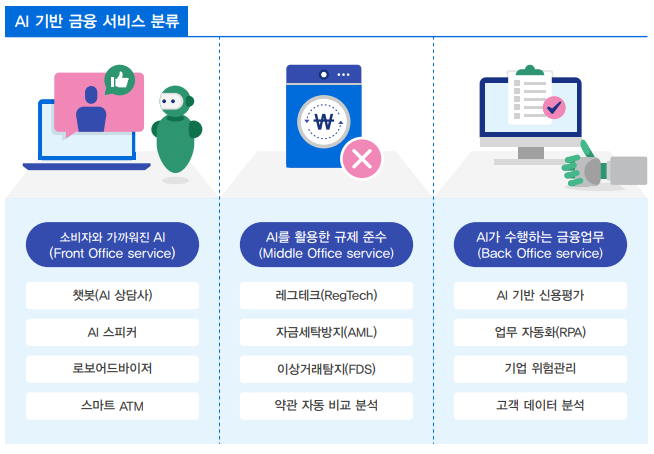 AI 기반 금융 서비스 분류
₩
소비자와 가까워진 AI
(Front Office service)
챗봇(AI 상담사)
AI 스피커
로보어드바이저
스마트 ATM
AI를 활용한 규제 준수
(Middle Office service)
레그테크(RegTech)
자금세탁방지(AML)
이상거래탐지(FDS)
약관 자동 비교 분석
AI가 수행하는 금융업무
(Back Office service)
AI 기반 신용평가
업무 자동화(RPA)
기업 위험관리
고객 데이터 분석